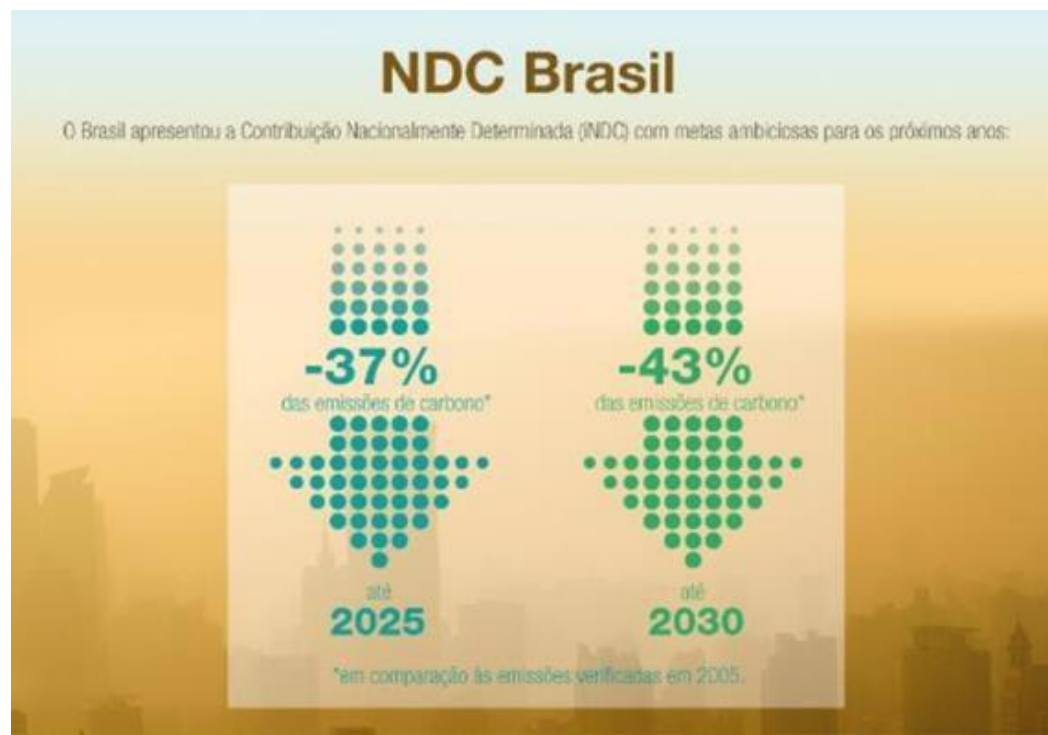 NDC Brasil
O Brasil apresentou a Contribuição Nacionalmente Determinada (iNDC) com metas ambiciosas para os próximos anos:
-37%
das emissões de carbono*
até
2025
-43%
das emissões de carbono*
até
2030
*em comparação às emissões verificadas em 2005.